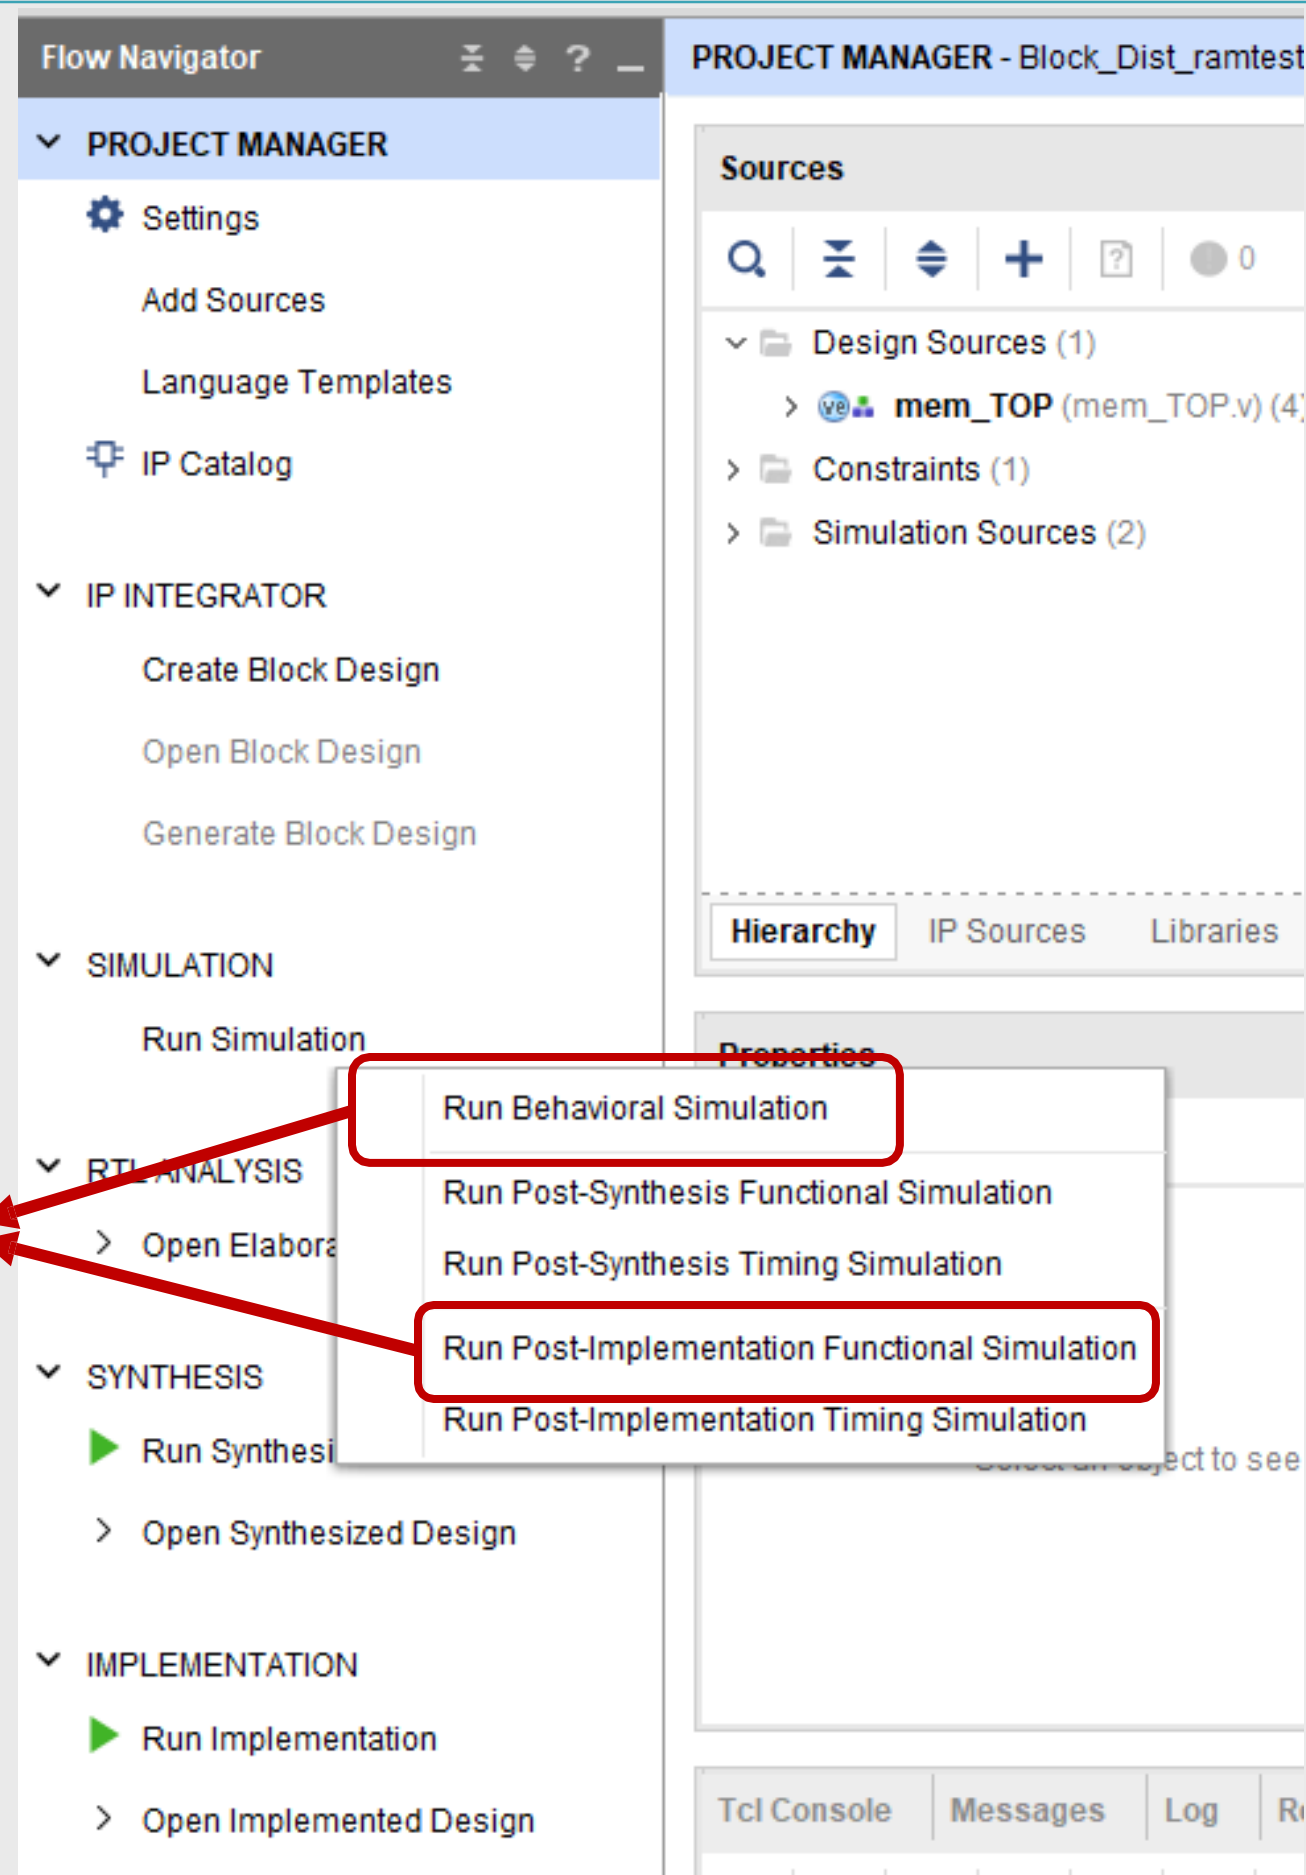 Flow Navigator
PROJECT MANAGER - Block_Dist_ramtest
PROJECT MANAGER
Settings
Add Sources
Language Templates
IP Catalog
IP INTEGRATOR
Create Block Design
Open Block Design
Generate Block Design
SIMULATION
Run Simulation
Run Behavioral Simulation
Run Post-Synthesis Functional Simulation
Run Post-Synthesis Timing Simulation
Run Post-Implementation Functional Simulation
Run Post-Implementation Timing Simulation
RTL ANALYSIS
Open Elabora
SYNTHESIS
Run Synthesi
Open Synthesized Design
IMPLEMENTATION
Run Implementation
Open Implemented Design
Sources
0
Design Sources (1)
mem_TOP (mem_TOP.v) (4)
Constraints (1)
Simulation Sources (2)
Hierarchy IP Sources Libraries
Properties
Select an object to see
Tcl Console Messages Log